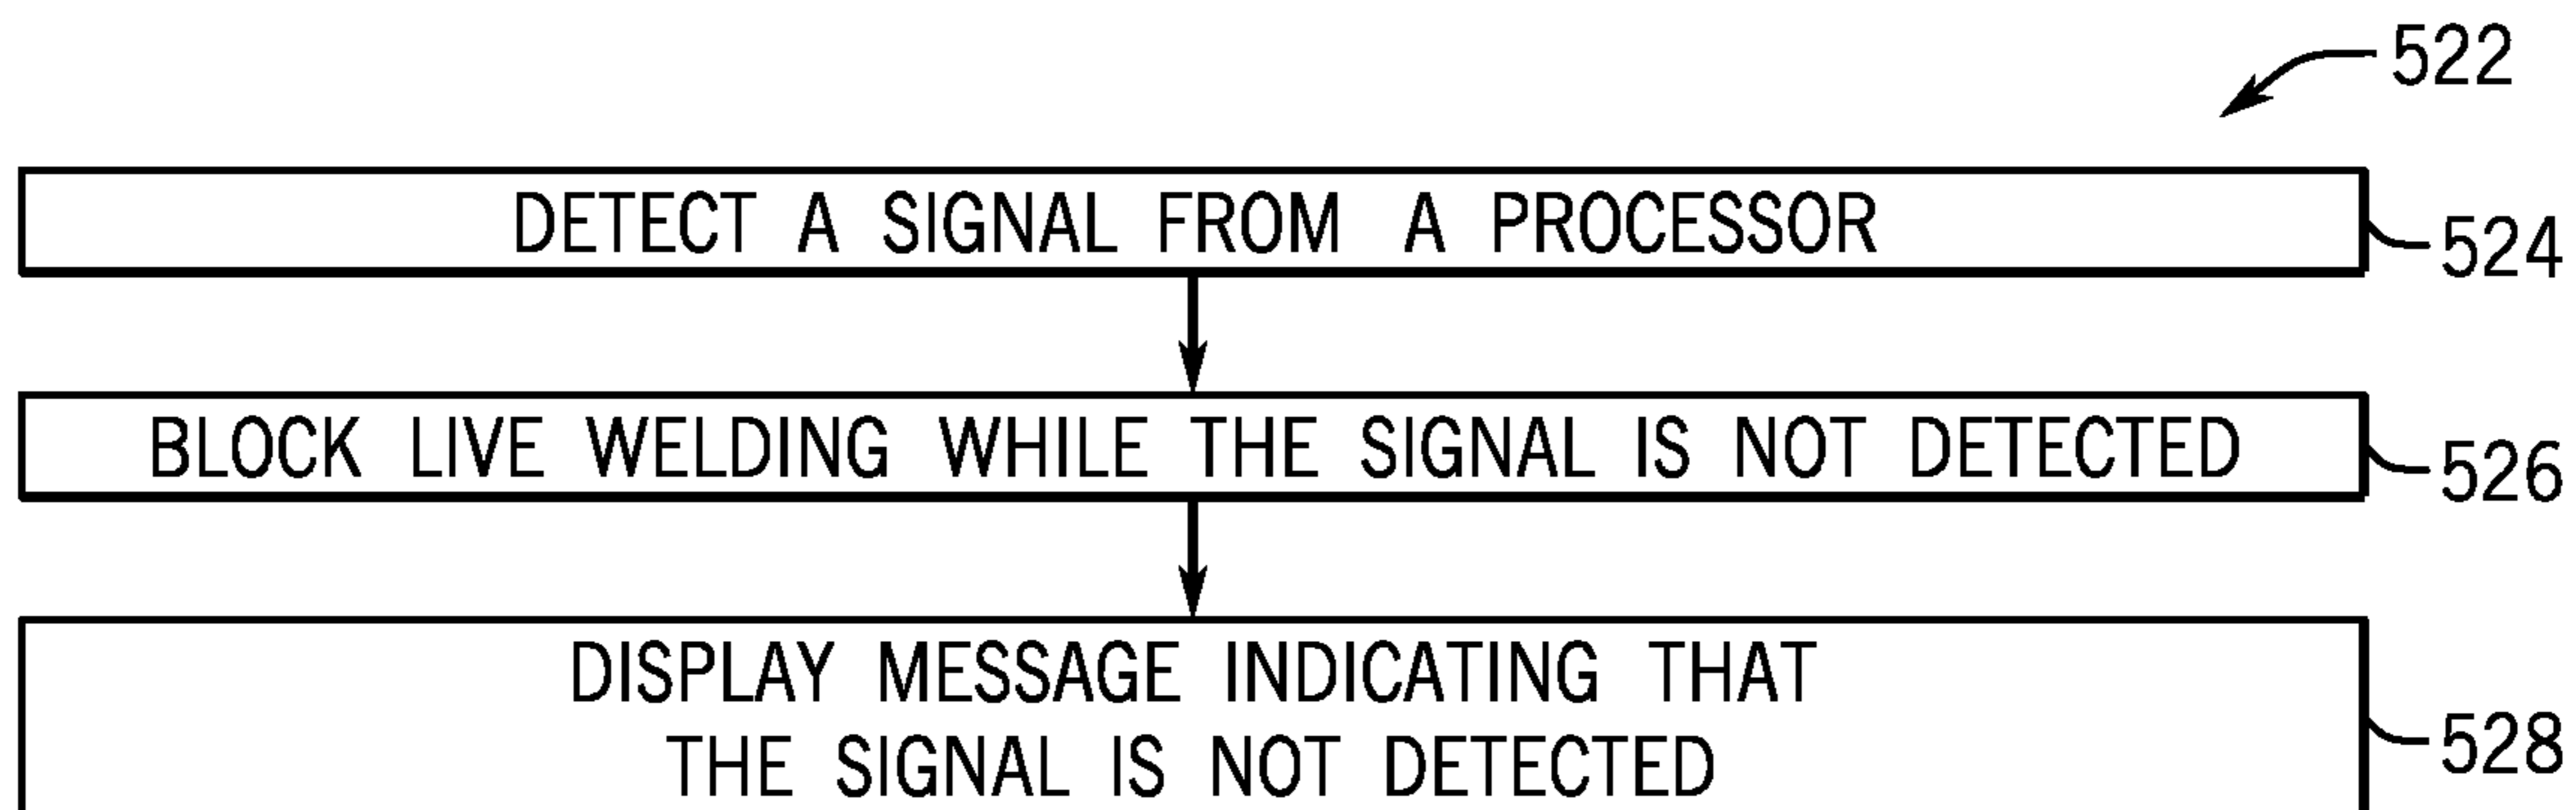 522
DETECT A SIGNAL FROM A PROCESSOR
524
BLOCK LIVE WELDING WHILE THE SIGNAL IS NOT DETECTED
526
DISPLAY MESSAGE INDICATING THAT
THE SIGNAL IS NOT DETECTED
528